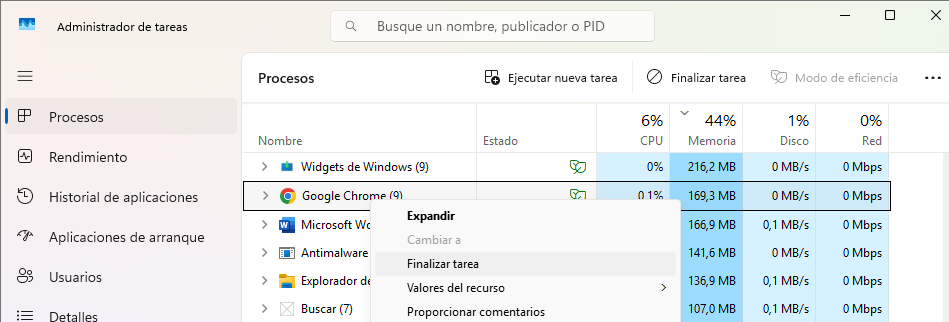 Administrador de tareas
Busque un nombre, publicador o PID
Procesos
Ejecutar nueva tarea
Finalizar tarea
Modo de eficiencia
Procesos
Rendimiento
Historial de aplicaciones
Aplicaciones de arranque
Usuarios
Detalles
6% 44% 1% 0%
Nombre Estado CPU Memoria Disco Red
Widgets de Windows (9) 0% 216,2 MB 0 MB/s 0 Mbps
Google Chrome (9) 0,1% 169,3 MB 0 MB/s 0 Mbps
Microsoft Wo 166,9 MB 0,1 MB/s 0 Mbps
Antimalware 141,6 MB 0 MB/s 0 Mbps
Explorador de 136,9 MB 0,1 MB/s 0 Mbps
Buscar (7) 107,0 MB 0 MB/s 0 Mbps
Expandir
Cambiar a
Finalizar tarea
Valores del recurso
Proporcionar comentarios